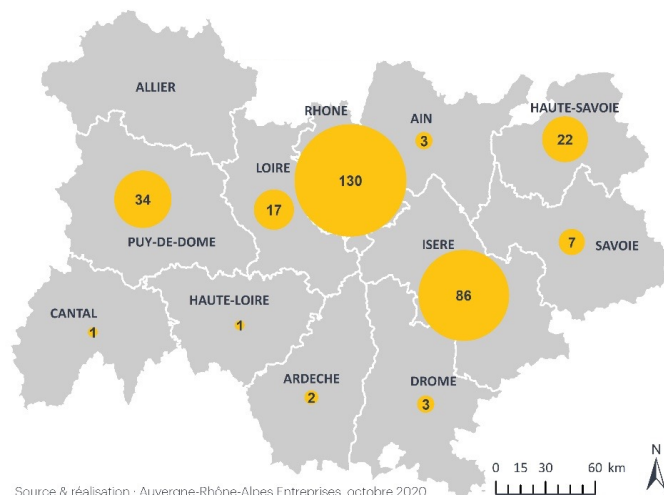 ALLIER
RHONE
AIN
3
HAUTE-SAVOIE
22
LOIRE
130
34
17
PUY-DE-DOME
ISERE
7
SAVOIE
86
CANTAL
1
HAUTE-LOIRE
1
ARDECHE
2
DROME
3
N
0 15 30 60 km
Source & réalisation : Auvergne-Rhône-Alpes Entreprises, octobre 2020